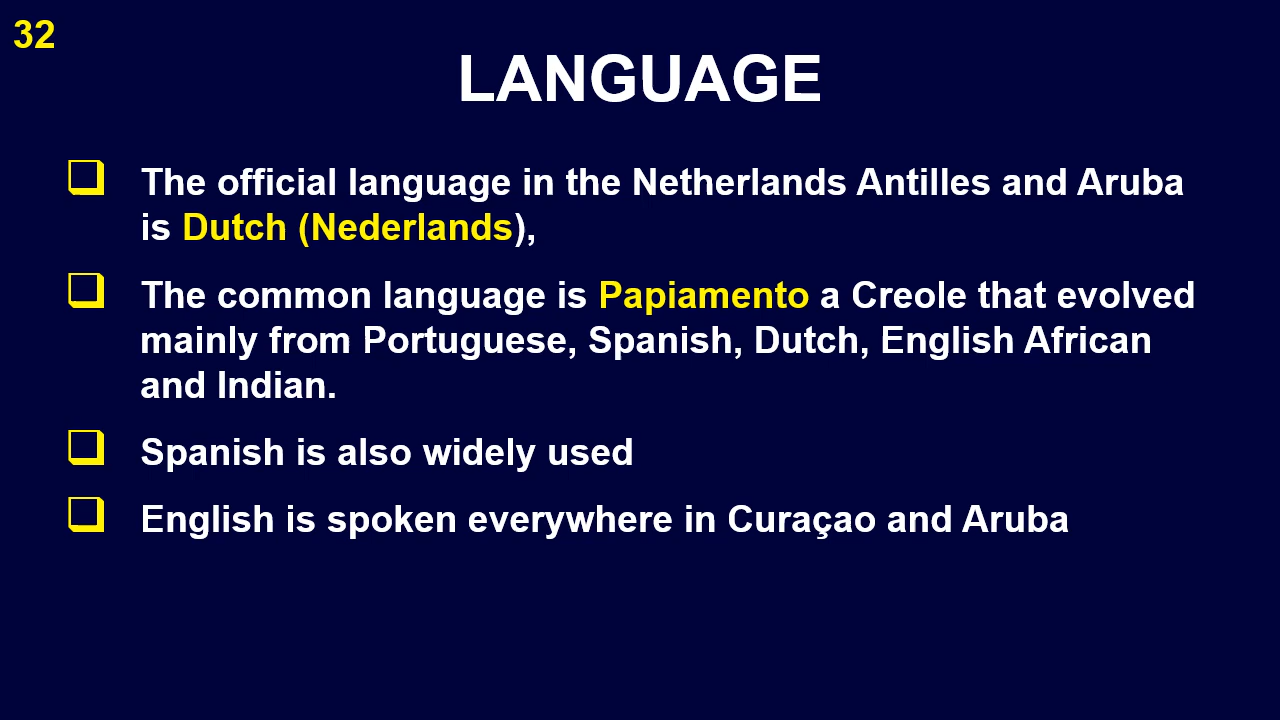 32
LANGUAGE
The official language in the Netherlands Antilles and Aruba
is Dutch (Nederlands),
The common language is Papiamento a Creole that evolved
mainly from Portuguese, Spanish, Dutch, English African
and Indian.
Spanish is also widely used
English is spoken everywhere in Curaçao and Aruba